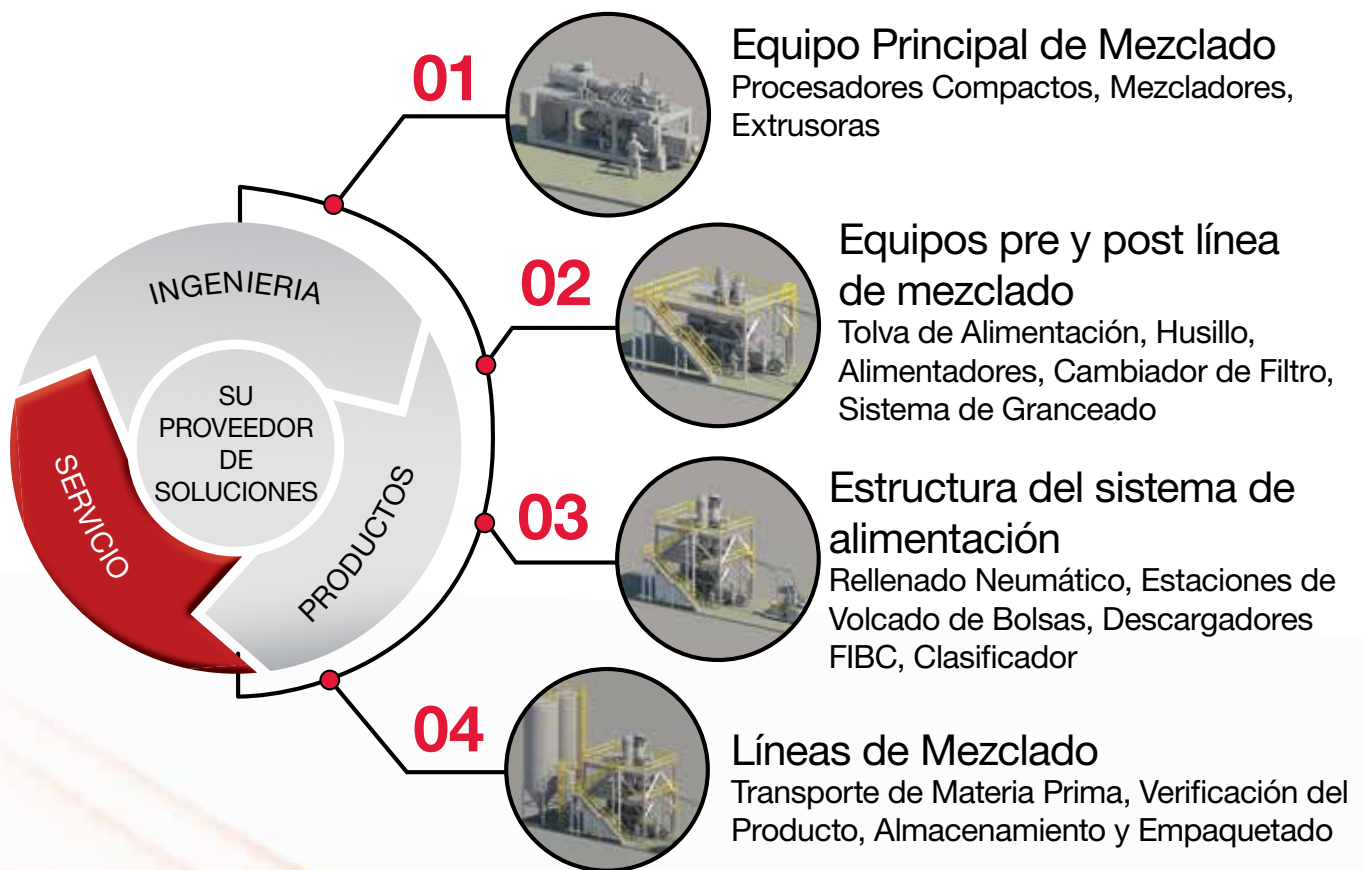 01
Equipo Principal de Mezclado
Procesadores Compactos, Mezcladores,
Extrusoras
02
Equipos pre y post línea
de mezclado
Tolva de Alimentación, Husillo,
Alimentadores, Cambiador de Filtro,
Sistema de Granceado
INGENIERIA
SU
PROVEEDOR
DE
SOLUCIONES
SERVICIO
PRODUCTOS
03
Estructura del sistema de
alimentación
Rellenado Neumático, Estaciones de
Volcado de Bolsas, Descargadores
FIBC, Clasificador
04
Líneas de Mezclado
Transporte de Materia Prima, Verificación del
Producto, Almacenamiento y Empaquetado